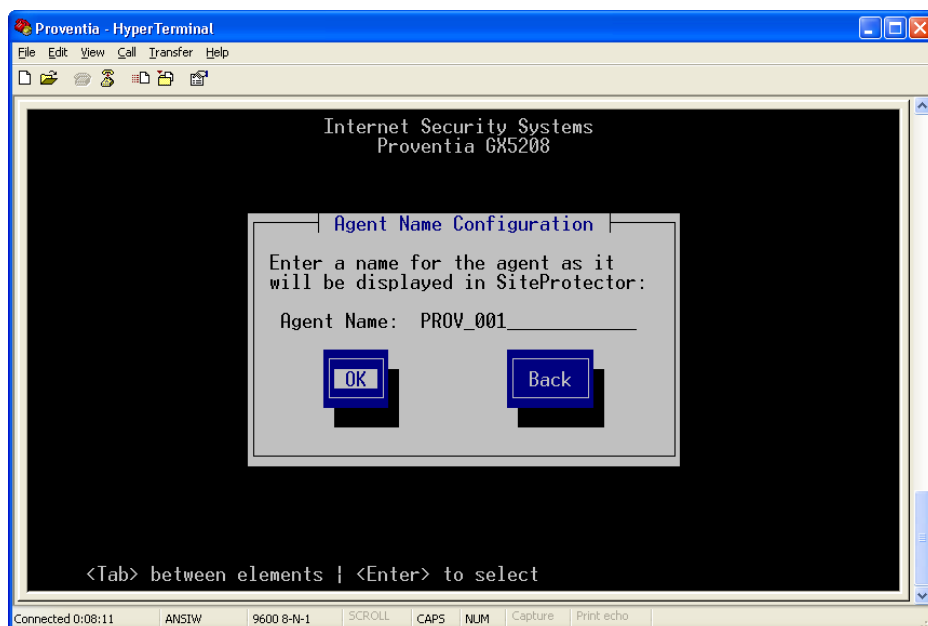 Proventia - HyperTerminal
File Edit View Call Transfer Help
Internet Security Systems
Proventia GX5208
Agent Name Configuration
Enter a name for the agent as it
will be displayed in SiteProtector:
Agent Name: PROV_001____________
OK Back
<Tab> between elements | <Enter> to select
Connected 0:08:11 ANSIW 9600 8-N-1 SCROLL CAPS NUM Capture Print echo